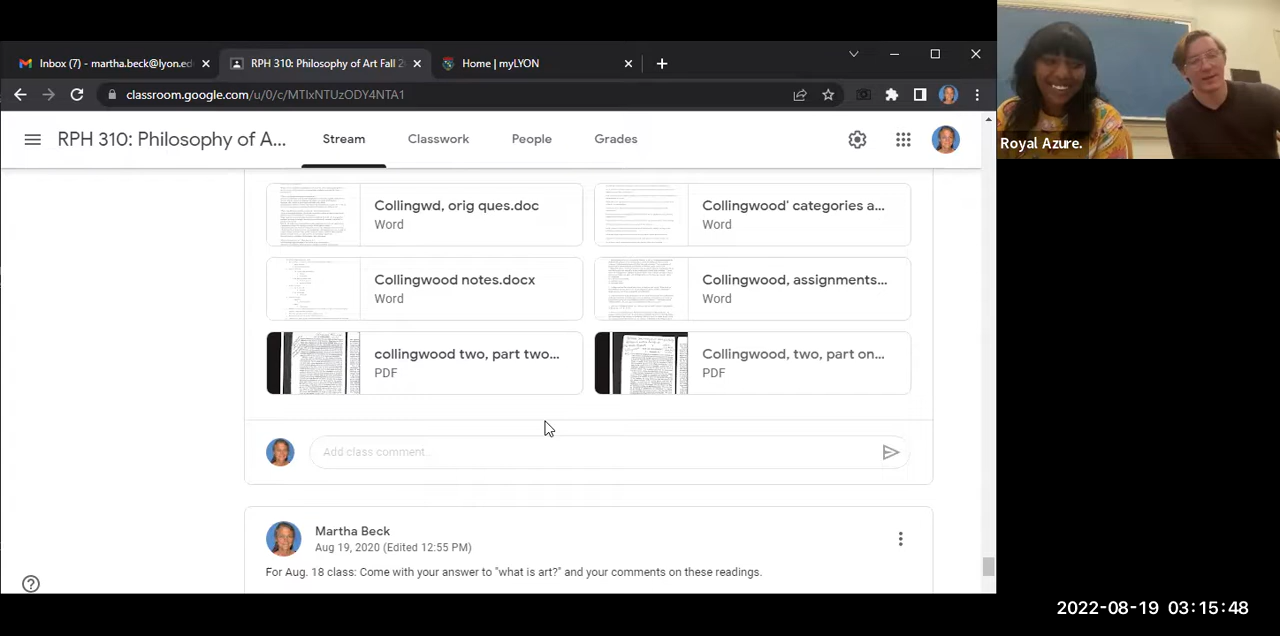 Inbox (7) - martha.beck@lyon.ed
RPH 310: Philosophy of Art Fall 2
Home | myLYON
classroom.google.com/u/0/c/MTIxNTUzODY4NTA1
RPH 310: Philosophy of A...
Stream
Classwork
People
Grades
Royal Azure.
Collingwd, orig ques.doc
Word
Collingwood' categories a...
Word
Collingwood notes.docx
Word
Collingwood, assignments...
Word
collingwood two, part two...
PDF
Collingwood, two, part on...
PDF
Add class comment...
Martha Beck
Aug 19, 2020 (Edited 12:55 PM)
For Aug. 18 class: Come with your answer to "what is art?" and your comments on these readings.
2022-08-19 03:15:48